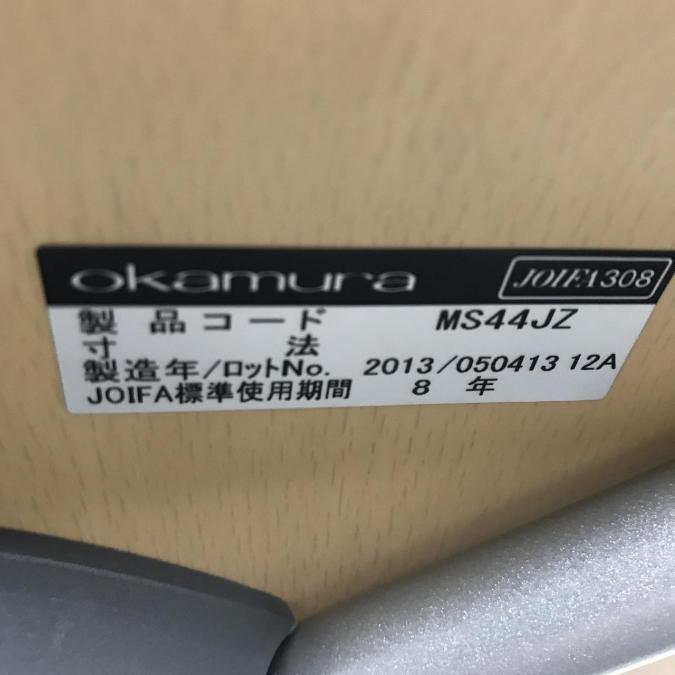 okamura JOIFA308
製品コード MS44JZ
寸法
製造年/ロットNo. 2013/050413 12A
JOIFA標準使用期間 8 年